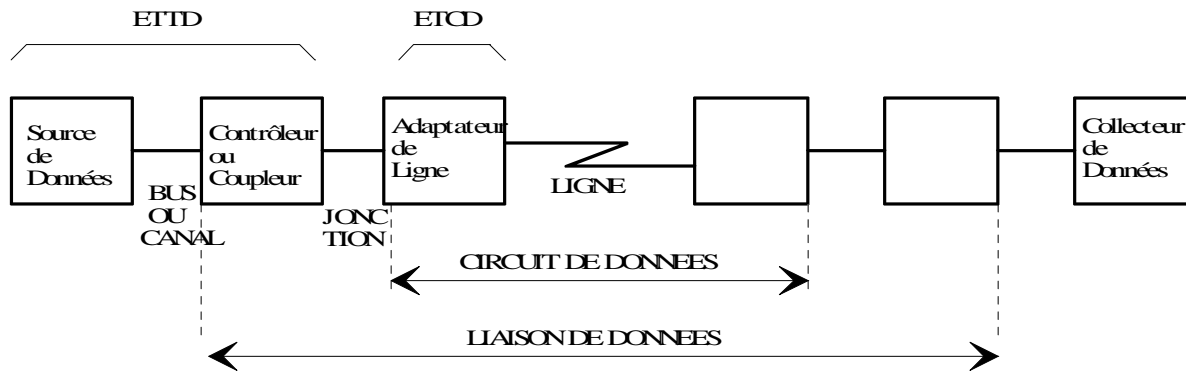 ETTD
ETCD
Source
de
Données
Contrôleur
ou
Coupleur
Adaptateur
de
Ligne
Collecteur
de
Données
BUS
OU
CANAL
JONC
TION
LIGNE
CIRCUIT DE DONNEES
LIAISON DE DONNEES